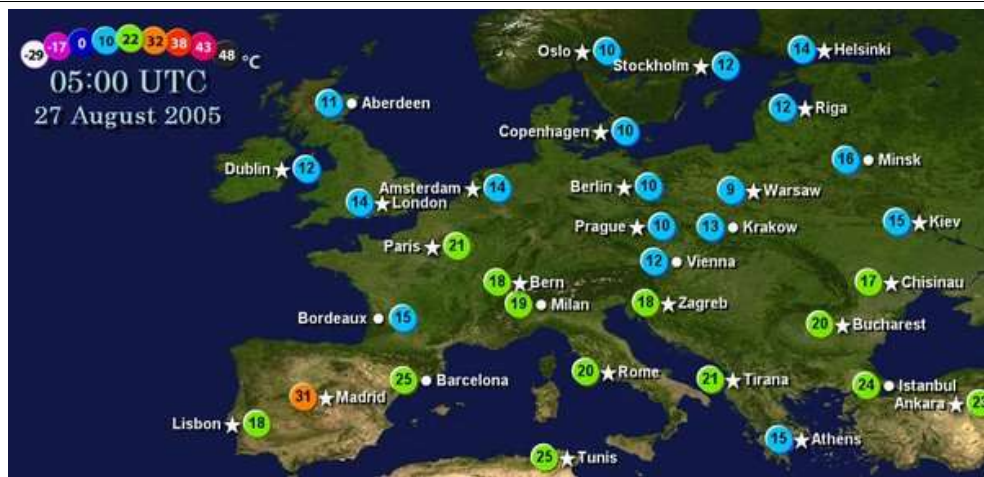 -29 -17 0 10 22 32 38 43 48 °C
05:00 UTC
27 August 2005
Oslo 10
14 Helsinki
Stockholm 12
11 Aberdeen
12 Riga
Copenhagen 10
16 Minsk
Dublin 12
Amsterdam 14
Berlin 10
9 Warsaw
14 London
15 Kiev
Prague 10
13 Krakow
Paris 21
12 Vienna
18 Bern
17 Chisinau
19 Milan
18 Zagreb
Bordeaux 15
20 Bucharest
20 Rome
21 Tirana
25 Barcelona
24 Istanbul
31 Madrid
Ankara 23
Lisbon 18
15 Athens
25 Tunis